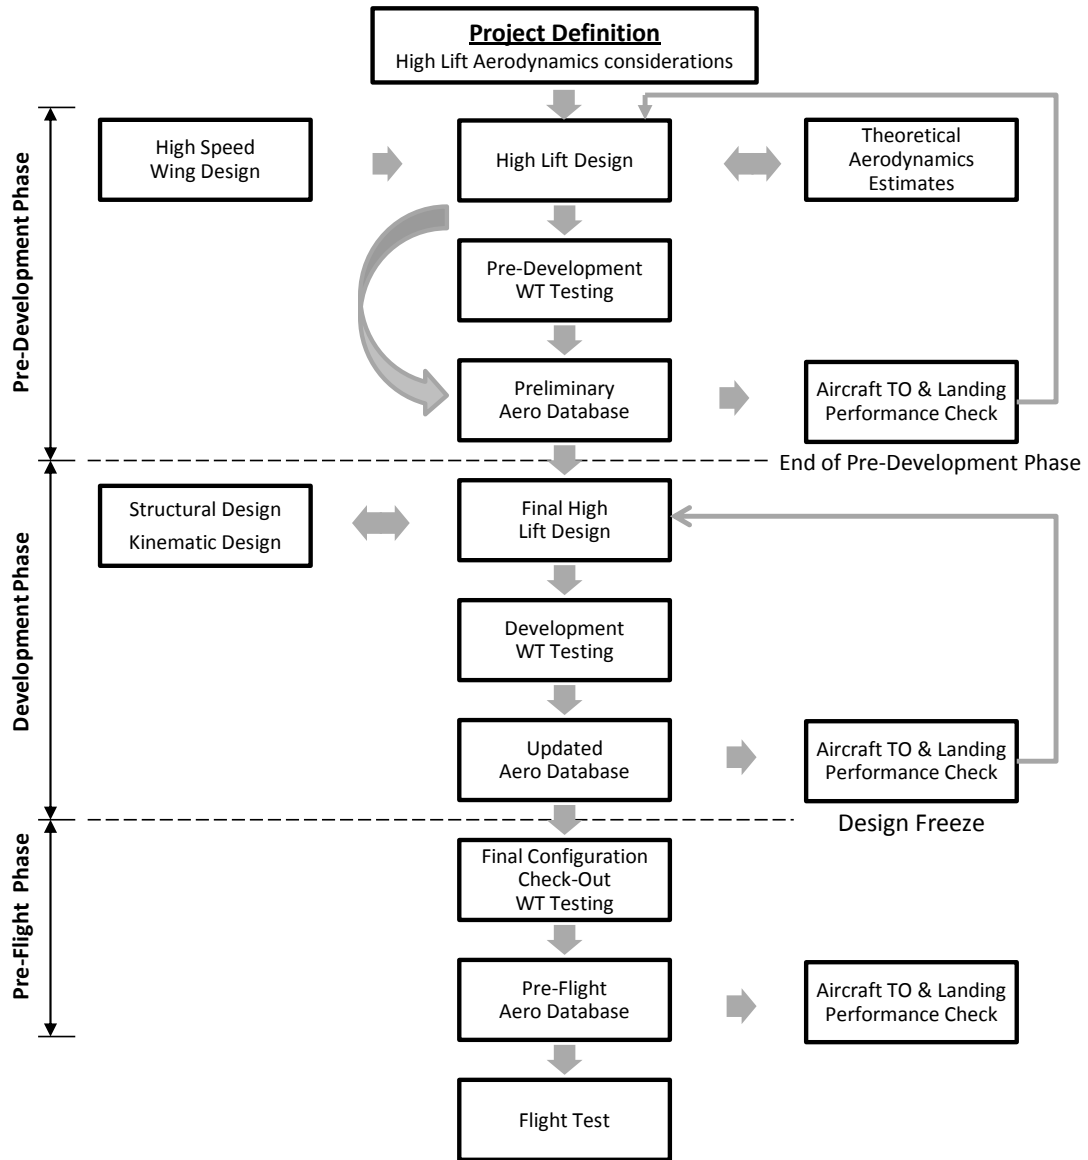 Project Definition
High Lift Aerodynamics considerations
Pre-Development Phase
High Speed
Wing Design
High Lift Design
Theoretical
Aerodynamics
Estimates
Pre-Development
WT Testing
Preliminary
Aero Database
Aircraft TO & Landing
Performance Check
End of Pre-Development Phase
Development Phase
Structural Design
Kinematic Design
Final High
Lift Design
Development
WT Testing
Updated
Aero Database
Aircraft TO & Landing
Performance Check
Design Freeze
Pre-Flight Phase
Final Configuration
Check-Out
WT Testing
Pre-Flight
Aero Database
Aircraft TO & Landing
Performance Check
Flight Test